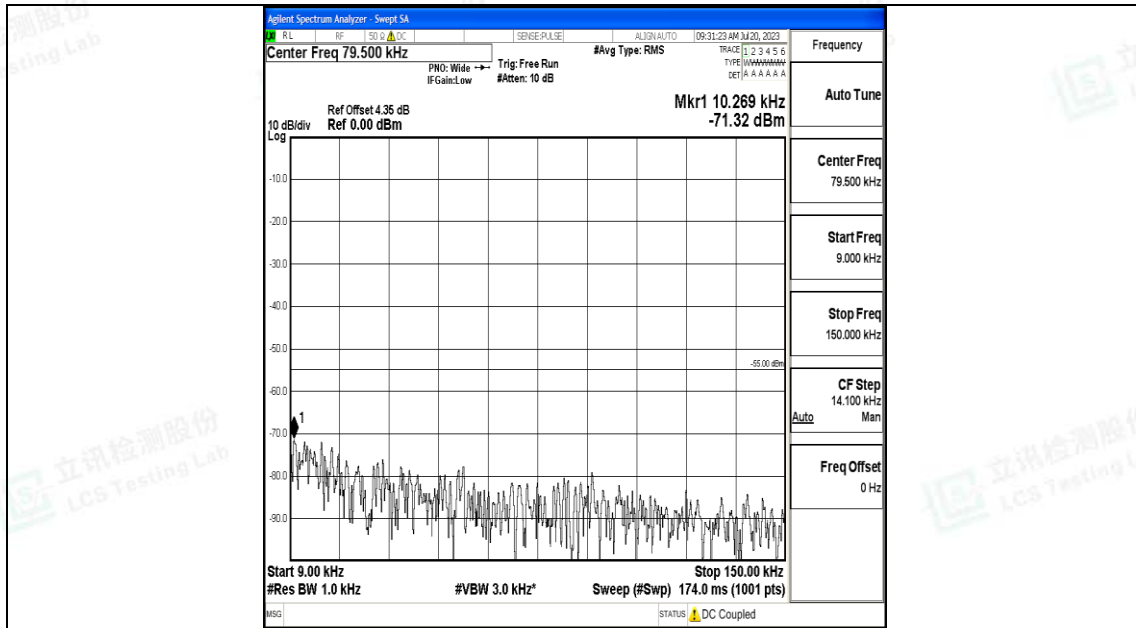 Agilent Spectrum Analyzer - Swept SA
RL RF 50 Ω DC SENSE:PULSE ALIGN AUTO 09:31:23 AM Jul 20, 2023
Center Freq 79.500 kHz
#Avg Type: RMS
TRACE 1 2 3 4 5 6
TYPE
DET A A A A A A
PNO: Wide
IFGain:Low
Trig: Free Run
#Atten: 10 dB
Mkr1 10.269 kHz
-71.32 dBm
Ref Offset 4.35 dB
Ref 0.00 dBm
10 dB/div
Log
-10.0
-20.0
-30.0
-40.0
-50.0
-55.00 dBm
-60.0
1
-70.0
-80.0
-90.0
Start 9.00 kHz
Stop 150.00 kHz
#Res BW 1.0 kHz
#VBW 3.0 kHz*
Sweep (#Swp) 174.0 ms (1001 pts)
MSG
STATUS DC Coupled
Frequency
Auto Tune
Center Freq
79.500 kHz
Start Freq
9.000 kHz
Stop Freq
150.000 kHz
CF Step
14.100 kHz
Auto Man
Freq Offset
0 Hz
立讯检测股份
LCS Testing Lab
立讯检测股份
LCS Testing L